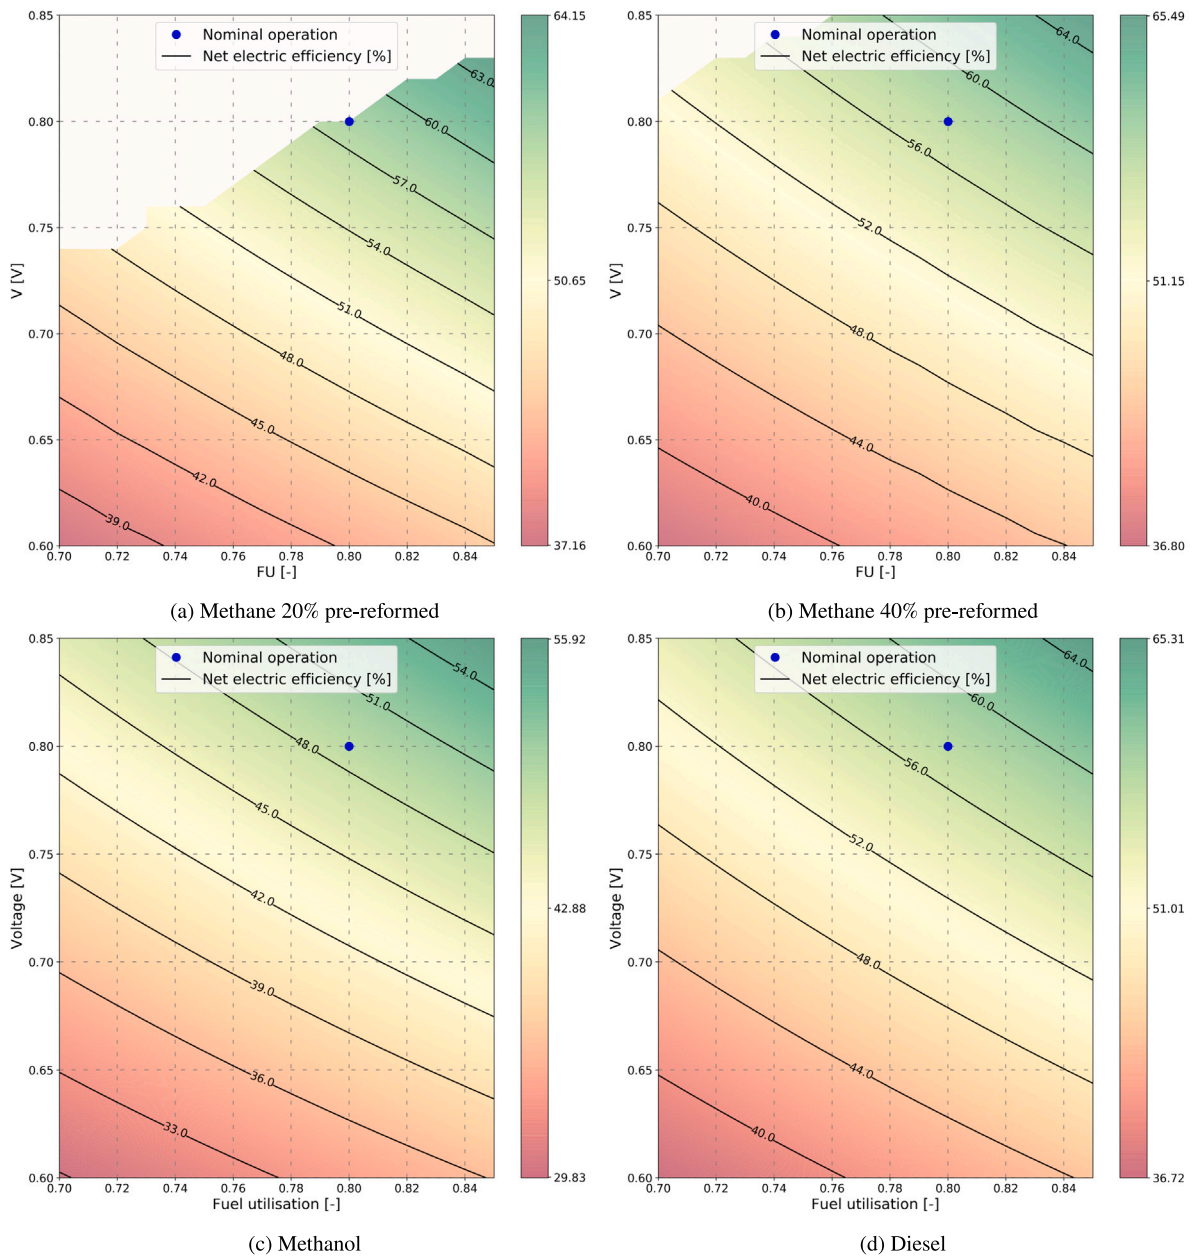 0.85
0.80
0.75
0.70
0.65
0.60
V [V]
Nominal operation
Net electric efficiency [%]
63.0
60.0
57.0
54.0
51.0
48.0
45.0
42.0
39.0
0.70 0.72 0.74 0.76 0.78 0.80 0.82 0.84
FU [-]
64.15
50.65
37.16
(a) Methane 20% pre-reformed
0.85
0.80
0.75
0.70
0.65
0.60
V [V]
Nominal operation
Net electric efficiency [%]
64.0
60.0
56.0
52.0
48.0
44.0
40.0
0.70 0.72 0.74 0.76 0.78 0.80 0.82 0.84
FU [-]
65.49
51.15
36.80
(b) Methane 40% pre-reformed
0.85
0.80
0.75
0.70
0.65
0.60
Voltage [V]
Nominal operation
Net electric efficiency [%]
54.0
51.0
48.0
45.0
42.0
39.0
36.0
33.0
0.70 0.72 0.74 0.76 0.78 0.80 0.82 0.84
Fuel utilisation [-]
55.92
42.88
29.83
(c) Methanol
0.85
0.80
0.75
0.70
0.65
0.60
Voltage [V]
Nominal operation
Net electric efficiency [%]
64.0
60.0
56.0
52.0
48.0
44.0
40.0
0.70 0.72 0.74 0.76 0.78 0.80 0.82 0.84
Fuel utilisation [-]
65.31
51.01
36.72
(d) Diesel